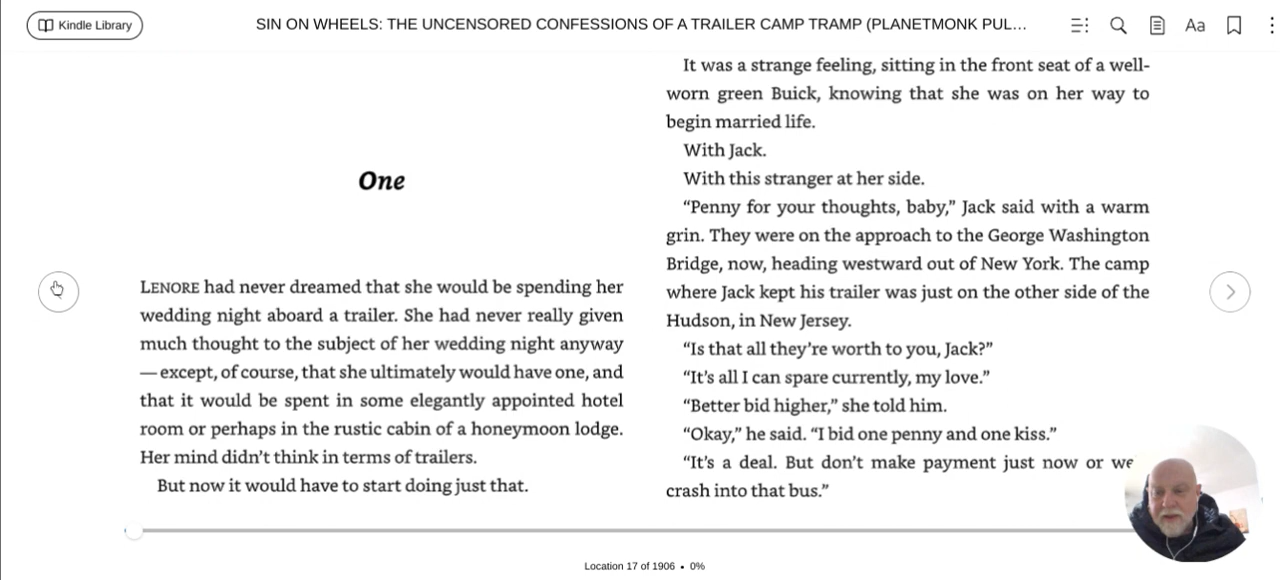 Kindle Library
SIN ON WHEELS: THE UNCENSORED CONFESSIONS OF A TRAILER CAMP TRAMP (PLANETMONK PUL...
Aa
One
LENORE had never dreamed that she would be spending her
wedding night aboard a trailer. She had never really given
much thought to the subject of her wedding night anyway
—except, of course, that she ultimately would have one, and
that it would be spent in some elegantly appointed hotel
room or perhaps in the rustic cabin of a honeymoon lodge.
Her mind didn’t think in terms of trailers.
But now it would have to start doing just that.
It was a strange feeling, sitting in the front seat of a well-
worn green Buick, knowing that she was on her way to
begin married life.
With Jack.
With this stranger at her side.
“Penny for your thoughts, baby,” Jack said with a warm
grin. They were on the approach to the George Washington
Bridge, now, heading westward out of New York. The camp
where Jack kept his trailer was just on the other side of the
Hudson, in New Jersey.
“Is that all they’re worth to you, Jack?”
“It’s all I can spare currently, my love.”
“Better bid higher,” she told him.
“Okay,” he said. “I bid one penny and one kiss.”
“It’s a deal. But don’t make payment just now or we
crash into that bus.”
Location 17 of 1906 • 0%